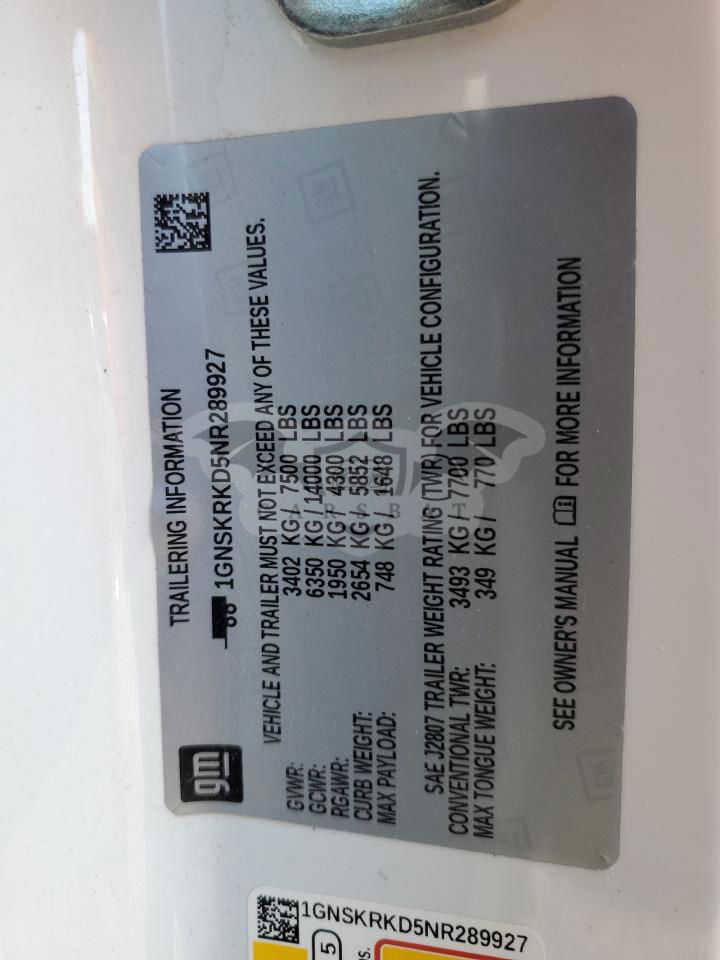 gm
TRAILERING INFORMATION
1GNSKRKD5NR289927
VEHICLE AND TRAILER MUST NOT EXCEED ANY OF THESE VALUES.
GVWR: 3402 KG / 7500 LBS
GCWR: 6350 KG /14000 LBS
RGAWR: 1950 KG / 4300 LBS
CURB WEIGHT: 2654 KG / 5852 LBS
MAX PAYLOAD: 748 KG / 1648 LBS
SAE J2807 TRAILER WEIGHT RATING (TWR) FOR VEHICLE CONFIGURATION.
CONVENTIONAL TWR: 3493 KG / 7700 LBS
MAX TONGUE WEIGHT: 349 KG / 770 LBS
SEE OWNER'S MANUAL FOR MORE INFORMATION
ARSBAT
1GNSKRKD5NR289927
5